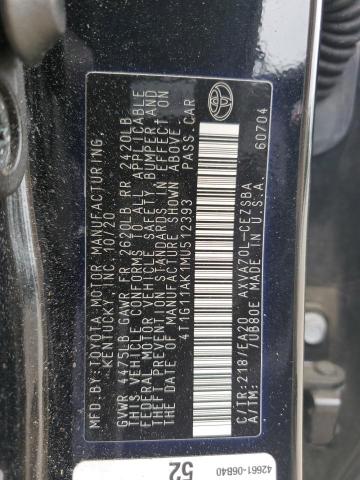 MFD.BY:TOYOTA MOTOR MANUFACTURING,
KENTUCKY, INC. 10/20
GVWR 4475LB GAWR FR 2620LB RR 2420LB
THIS VEHICLE CONFORMS TO ALL APPLICABLE
FEDERAL MOTOR VEHICLE SAFETY, BUMPER, AND
THEFT PREVENTION STANDARDS IN EFFECT ON
THE DATE OF MANUFACTURE SHOWN ABOVE.
4T1G11AK1MU512393 PASS.CAR
C/TR:218/EA20 AXVA70L-CEZSBA
A/TM: /UB80E MADE IN U.S.A. 60704
42661-06B40
52